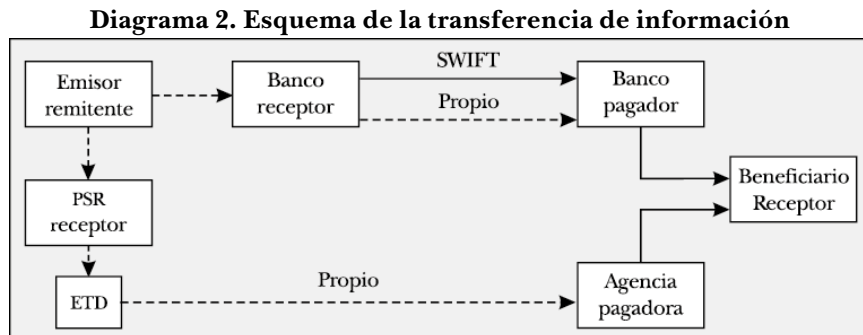 Diagrama 2. Esquema de la transferencia de información
Emisor
remitente
Banco
receptor
SWIFT
Propio
Banco
pagador
PSR
receptor
Beneficiario
Receptor
ETD
Propio
Agencia
pagadora